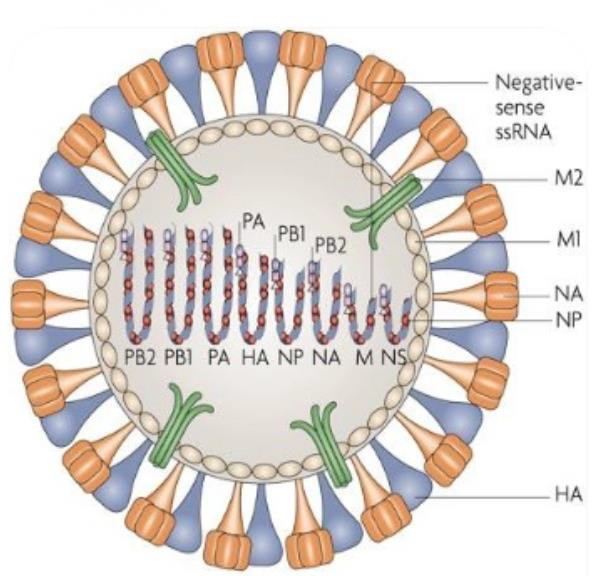 Negative-
sense
ssRNA
M2
M1
PA
PB1
PB2
NA
NP
PB2 PB1 PA HA NP NA M NS
HA